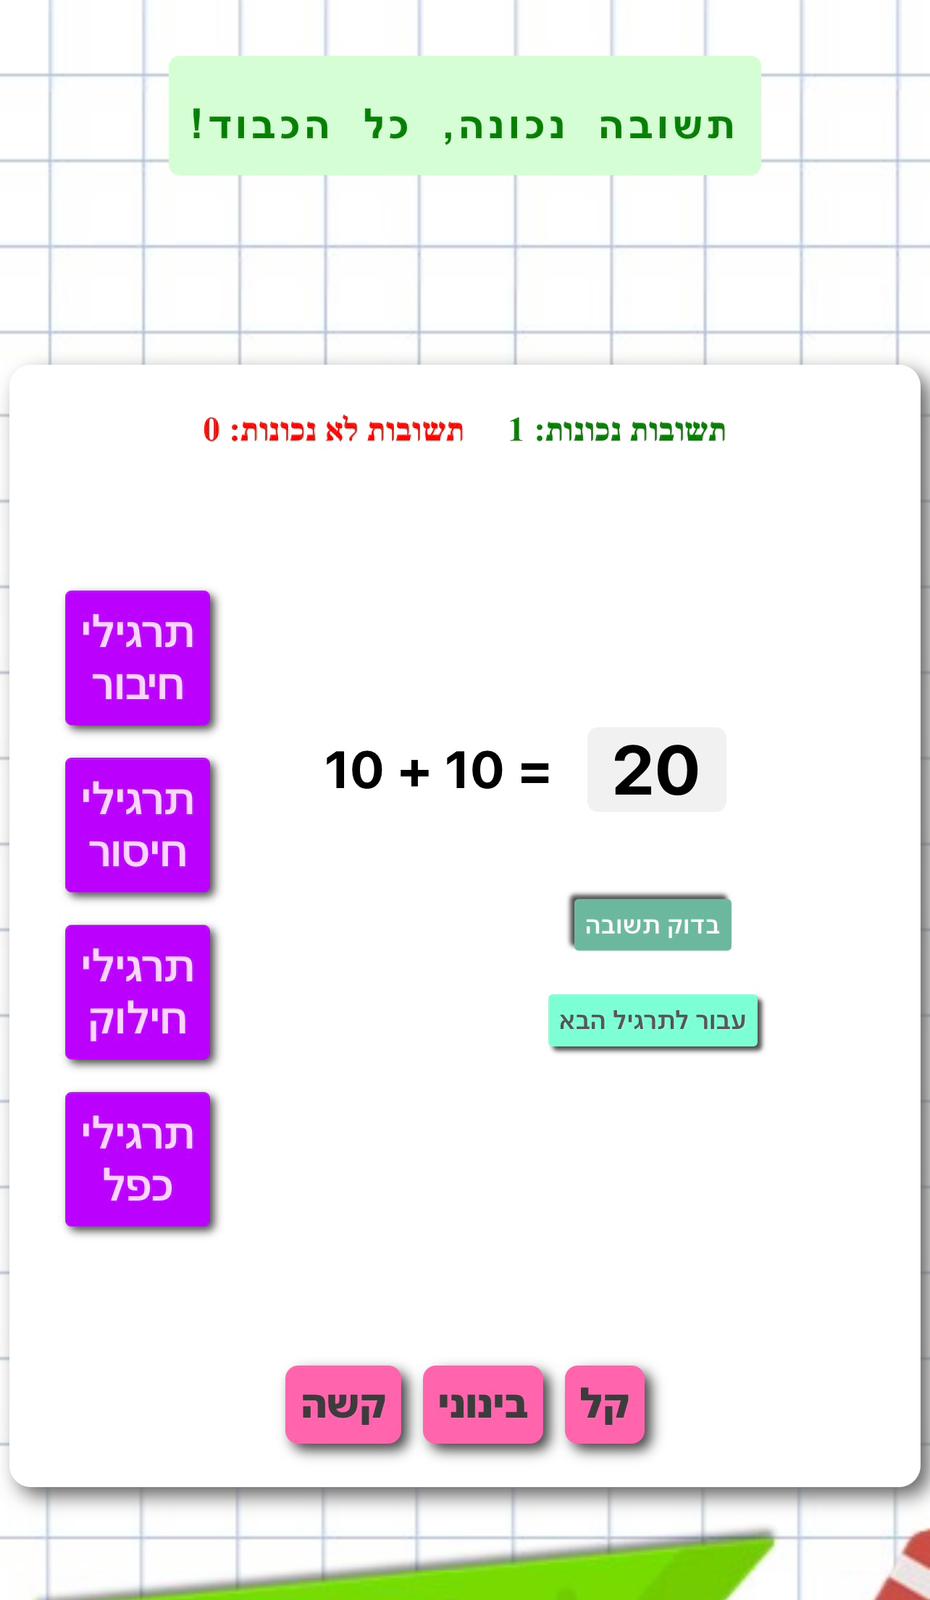 תשובה נכונה, כל הכבוד!
תשובות נכונות: 1 תשובות לא נכונות: 0
תרגילי
חיבור
תרגילי
חיסור
תרגילי
חילוק
תרגילי
כפל
10 + 10 = 20
בדוק תשובה
עבור לתרגיל הבא
קל בינוני קשה